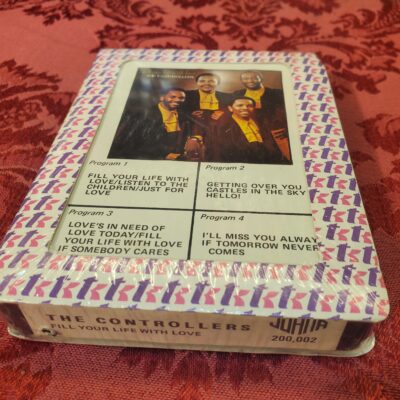 THE CONTROLLERS
Program 1
FILL YOUR LIFE WITH
LOVE/LISTEN TO THE
CHILDREN/JUST FOR
LOVE
Program 2
GETTING OVER YOU
CASTLES IN THE SKY
HELLO!
Program 3
LOVE'S IN NEED OF
LOVE TODAY/FILL
YOUR LIFE WITH LOVE
IF SOMEBODY CARES
Program 4
I'LL MISS YOU ALWAY
IF TOMORROW NEVER
COMES
THE CONTROLLERS
FILL YOUR LIFE WITH LOVE
JUANA
200,002